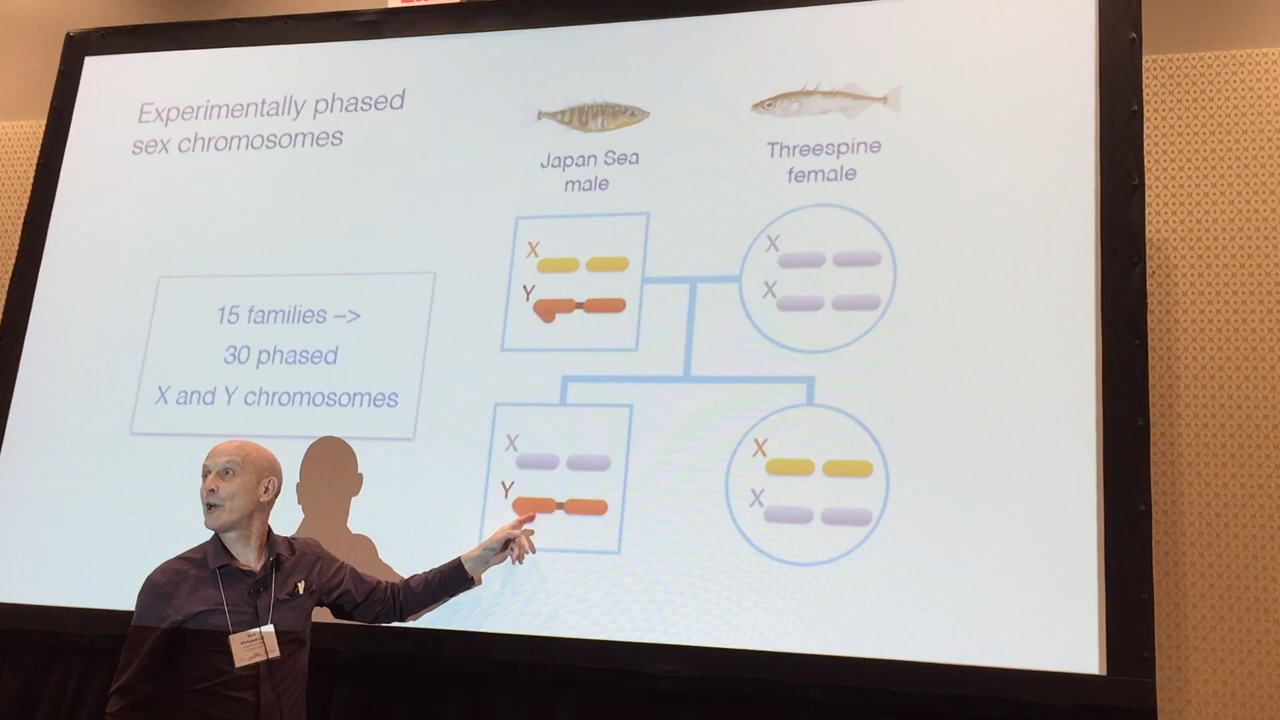 Experimentally phased
sex chromosomes
Japan Sea
male
Threespine
female
X
Y
X
X
15 families –>
30 phased
X and Y chromosomes
X
Y
X
X